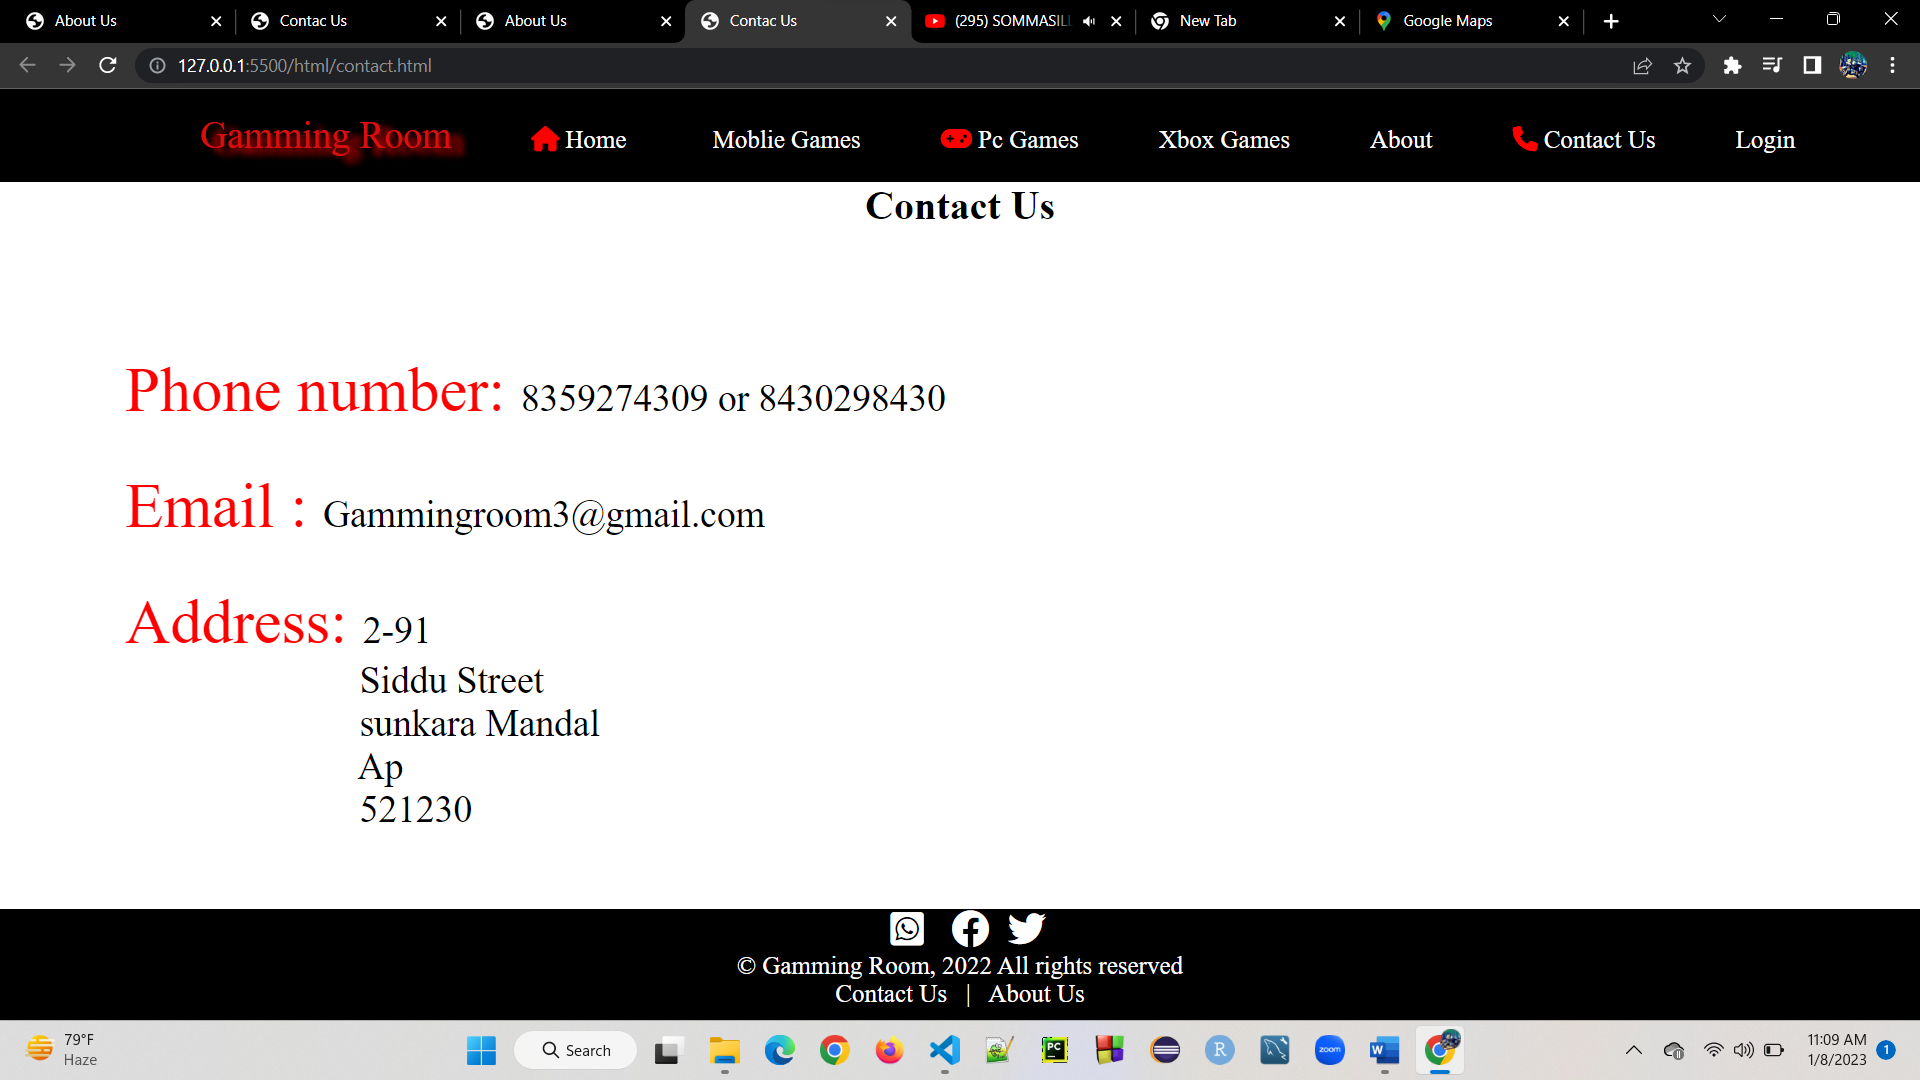 About Us
Contac Us
About Us
Contac Us
(295) SOMMASILL
New Tab
Google Maps
127.0.0.1:5500/html/contact.html
Gamming Room
Home
Moblie Games
Pc Games
Xbox Games
About
Contact Us
Login
Contact Us
Phone number: 8359274309 or 8430298430
Email : Gammingroom3@gmail.com
Address: 2-91
Siddu Street
sunkara Mandal
Ap
521230
© Gamming Room, 2022 All rights reserved
Contact Us | About Us
79°F
Haze
Search
PC
R
zoom
W
11:09 AM
1/8/2023
1